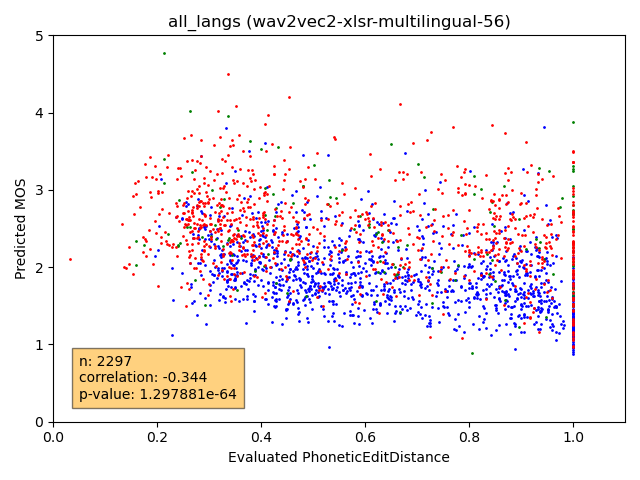 all_langs (wav2vec2-xlsr-multilingual-56)
5
4
3
2
1
0
Predicted MOS
n: 2297
correlation: -0.344
p-value: 1.297881e-64
0.0 0.2 0.4 0.6 0.8 1.0
Evaluated PhoneticEditDistance